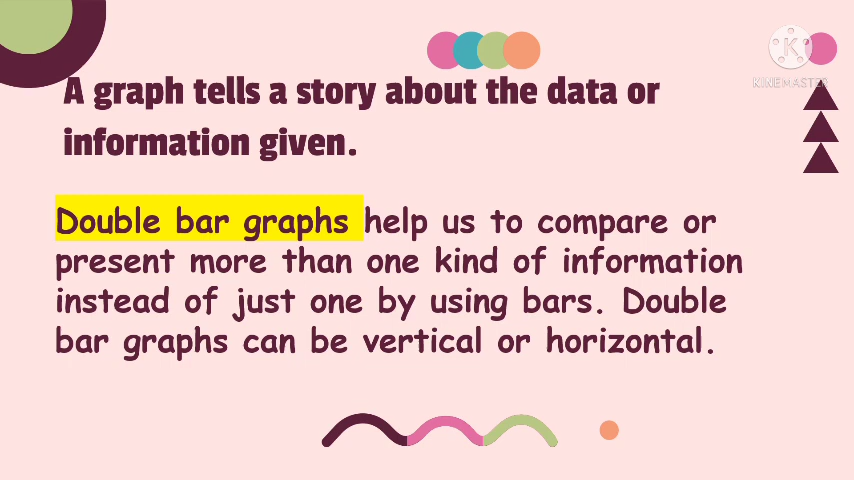 K
KINEMASTER
A graph tells a story about the data or
information given.
Double bar graphs help us to compare or
present more than one kind of information
instead of just one by using bars. Double
bar graphs can be vertical or horizontal.